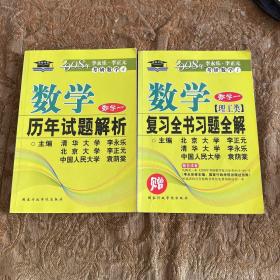 2008年 李永乐·李正元
考研数学
数学
数学一
历年试题解析
主编 清华大学 李永乐
北京大学 李正元
中国人民大学 袁荫棠
国家行政学院出版社
2008年 李永乐·李正元
考研数学
数学
数学一
【理工类】
复习全书习题全解
主编 北京大学 李正元
清华大学 李永乐
中国人民大学 袁荫棠
赠
国家行政学院出版社